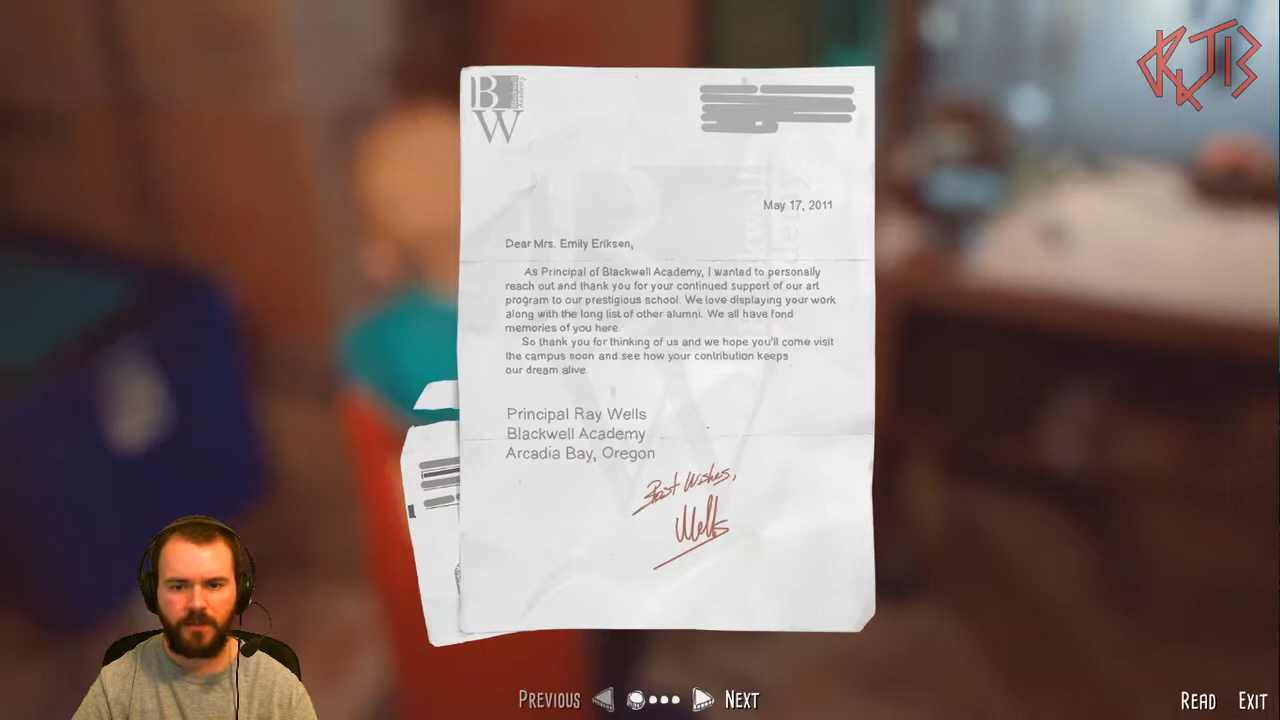 RJB
BW
Blackwell
Academy
May 17, 2011
Dear Mrs. Emily Eriksen,
As Principal of Blackwell Academy, I wanted to personally
reach out and thank you for your continued support of our art
program to our prestigious school. We love displaying your work
along with the long list of other alumni. We all have fond
memories of you here.
So thank you for thinking of us and we hope you'll come visit
the campus soon and see how your contribution keeps
our dream alive.
Principal Ray Wells
Blackwell Academy
Arcadia Bay, Oregon
Best Wishes,
Wells
PREVIOUS NEXT
READ EXIT